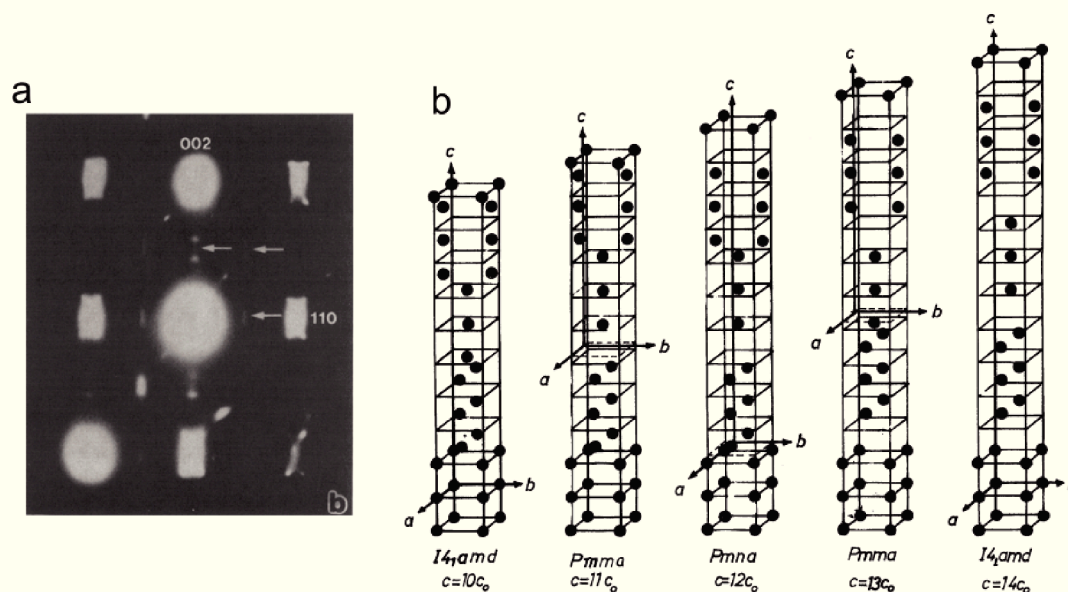 a
002
110
b
b
c
c
c
c
c
b
b
b
b
a
a
a
a
a
I4₁amd
c=10c₀
Pmma
c=11c₀
Pmna
c=12c₀
Pmma
c=13c₀
I4₁amd
c=14c₀